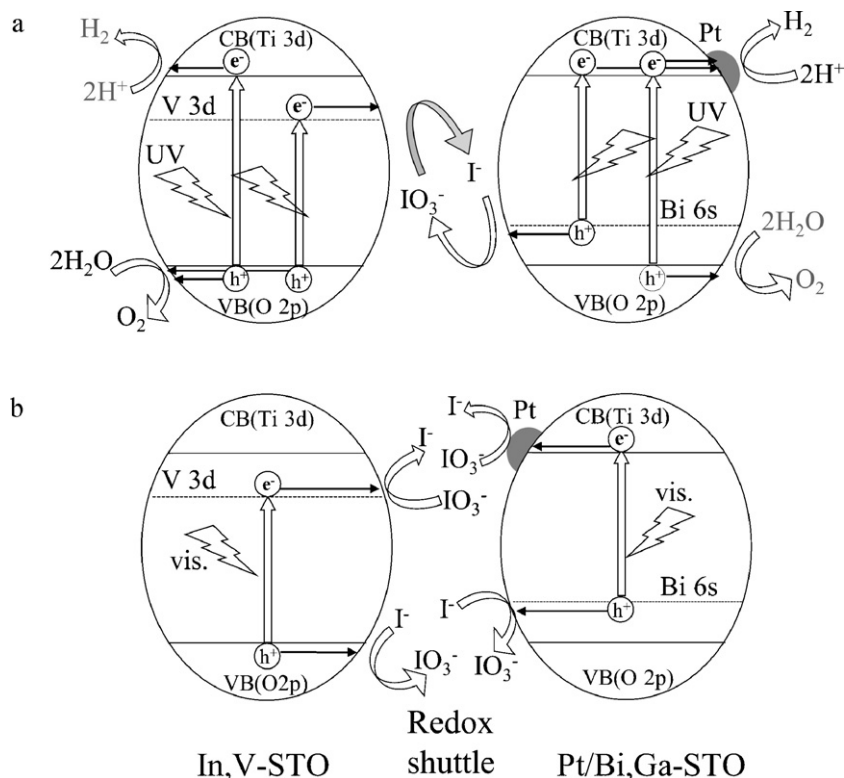 a
H₂
2H⁺
CB(Ti 3d)
e⁻
V 3d
e⁻
UV
2H₂O
O₂
h⁺
h⁺
VB(O 2p)
IO₃⁻
I⁻
CB(Ti 3d)
Pt
e⁻
e⁻
H₂
2H⁺
UV
Bi 6s
h⁺
2H₂O
h⁺
O₂
VB(O 2p)
b
CB(Ti 3d)
V 3d
e⁻
vis.
h⁺
VB(O2p)
I⁻
IO₃⁻
I⁻
IO₃⁻
I⁻
Pt
IO₃⁻
CB(Ti 3d)
e⁻
vis.
Bi 6s
I⁻
h⁺
IO₃⁻
VB(O 2p)
In,V-STO
Redox
shuttle
Pt/Bi,Ga-STO